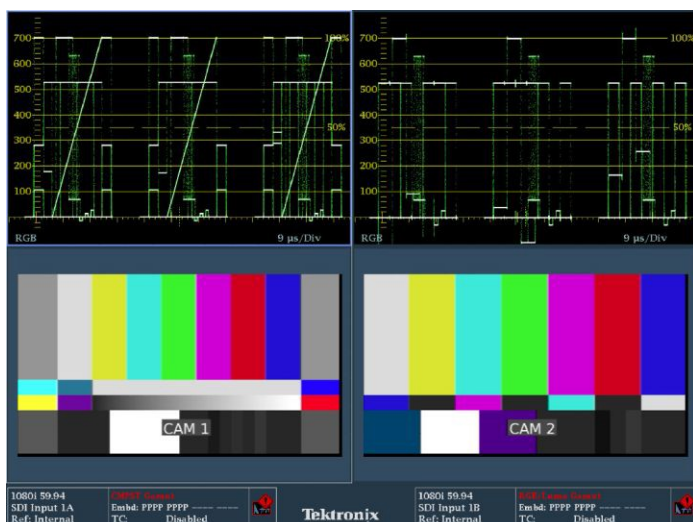 700
600
500
400
300
200
100
0
100%
50%
RGB
9 µs/Div
700
600
500
400
300
200
100
0
100%
50%
RGB
9 µs/Div
CAM 1
CAM 2
1080i 59.94
SDI Input 1A
Ref: Internal
Embd: PPPP PPPP ---- ----
TC: Disabled
Tektronix
1080i 59.94
SDI Input 1B
Ref: Internal
Embd: PPPP PPPP ---- ----
TC: Disabled